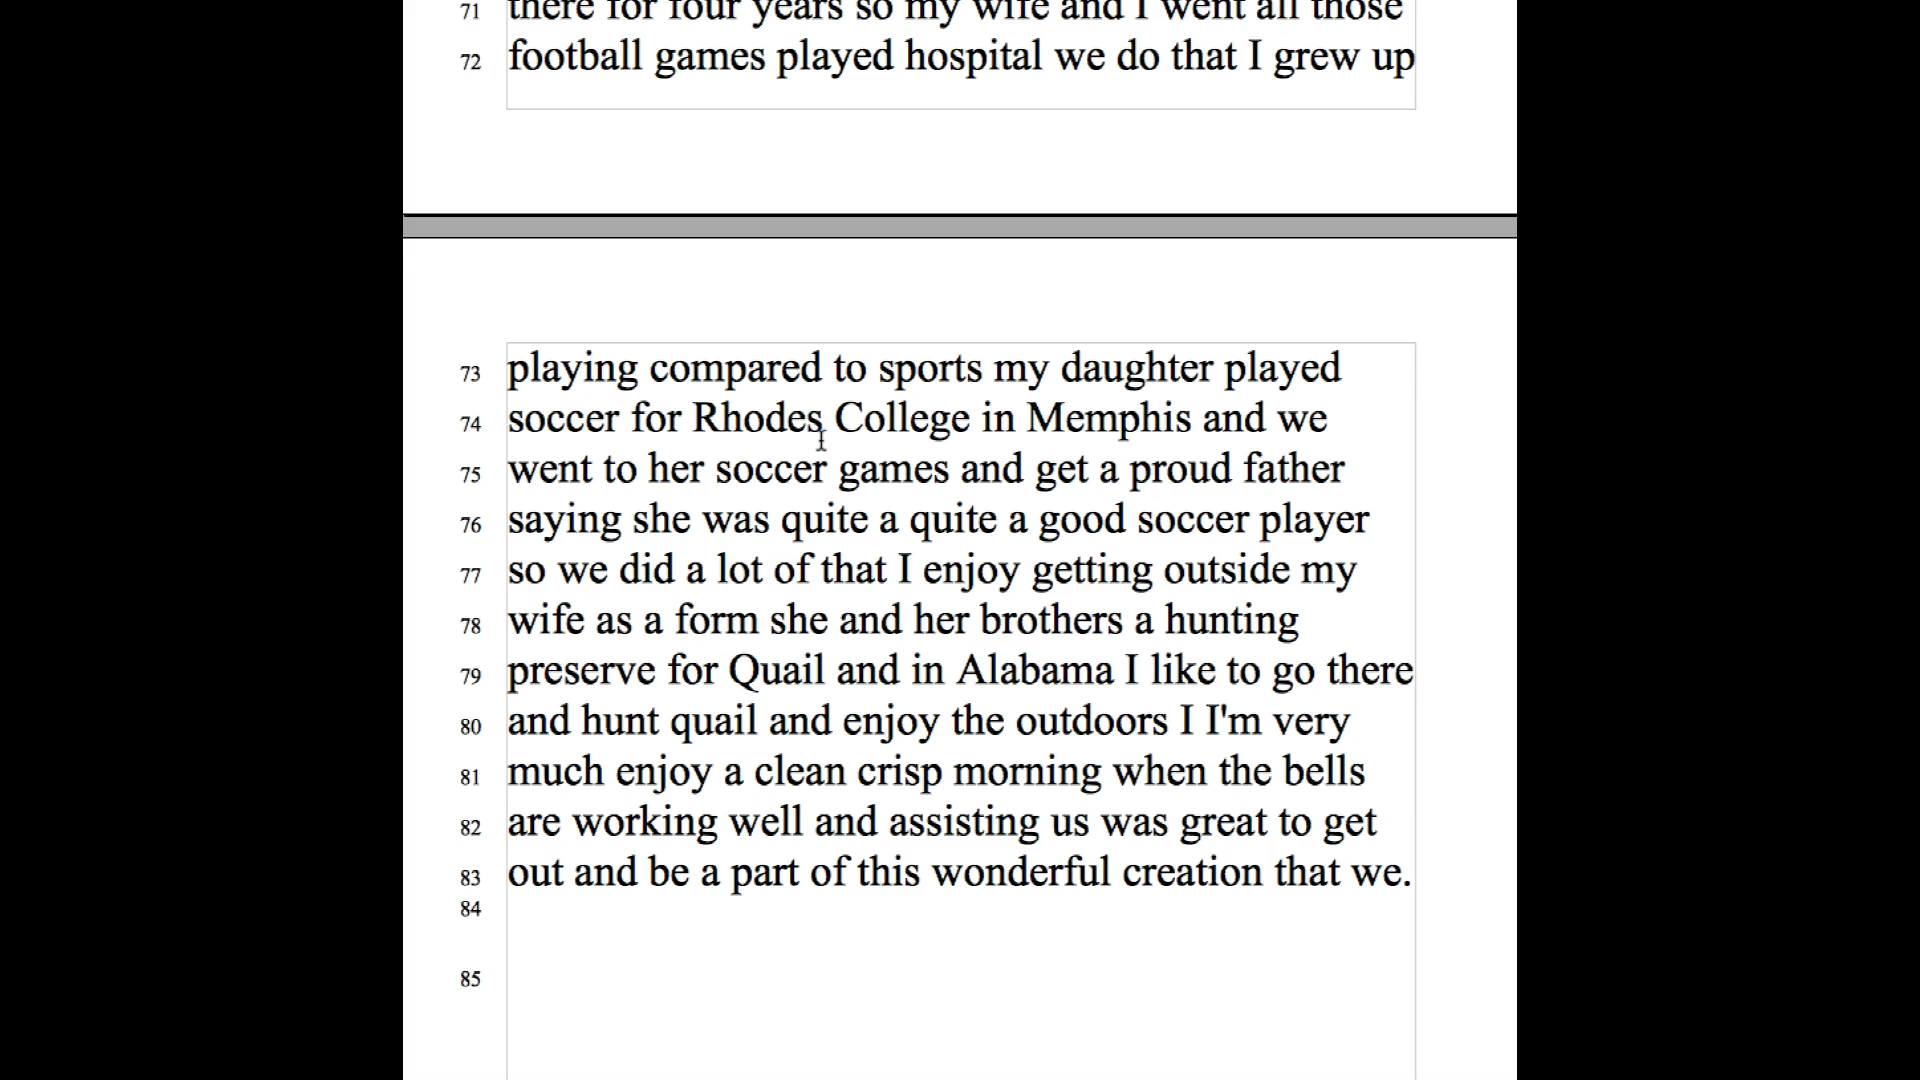 71 there for four years so my wife and I went all those
72 football games played hospital we do that I grew up
73 playing compared to sports my daughter played
74 soccer for Rhodes College in Memphis and we
75 went to her soccer games and get a proud father
76 saying she was quite a quite a good soccer player
77 so we did a lot of that I enjoy getting outside my
78 wife as a form she and her brothers a hunting
79 preserve for Quail and in Alabama I like to go there
80 and hunt quail and enjoy the outdoors I I'm very
81 much enjoy a clean crisp morning when the bells
82 are working well and assisting us was great to get
83 out and be a part of this wonderful creation that we.
84
85